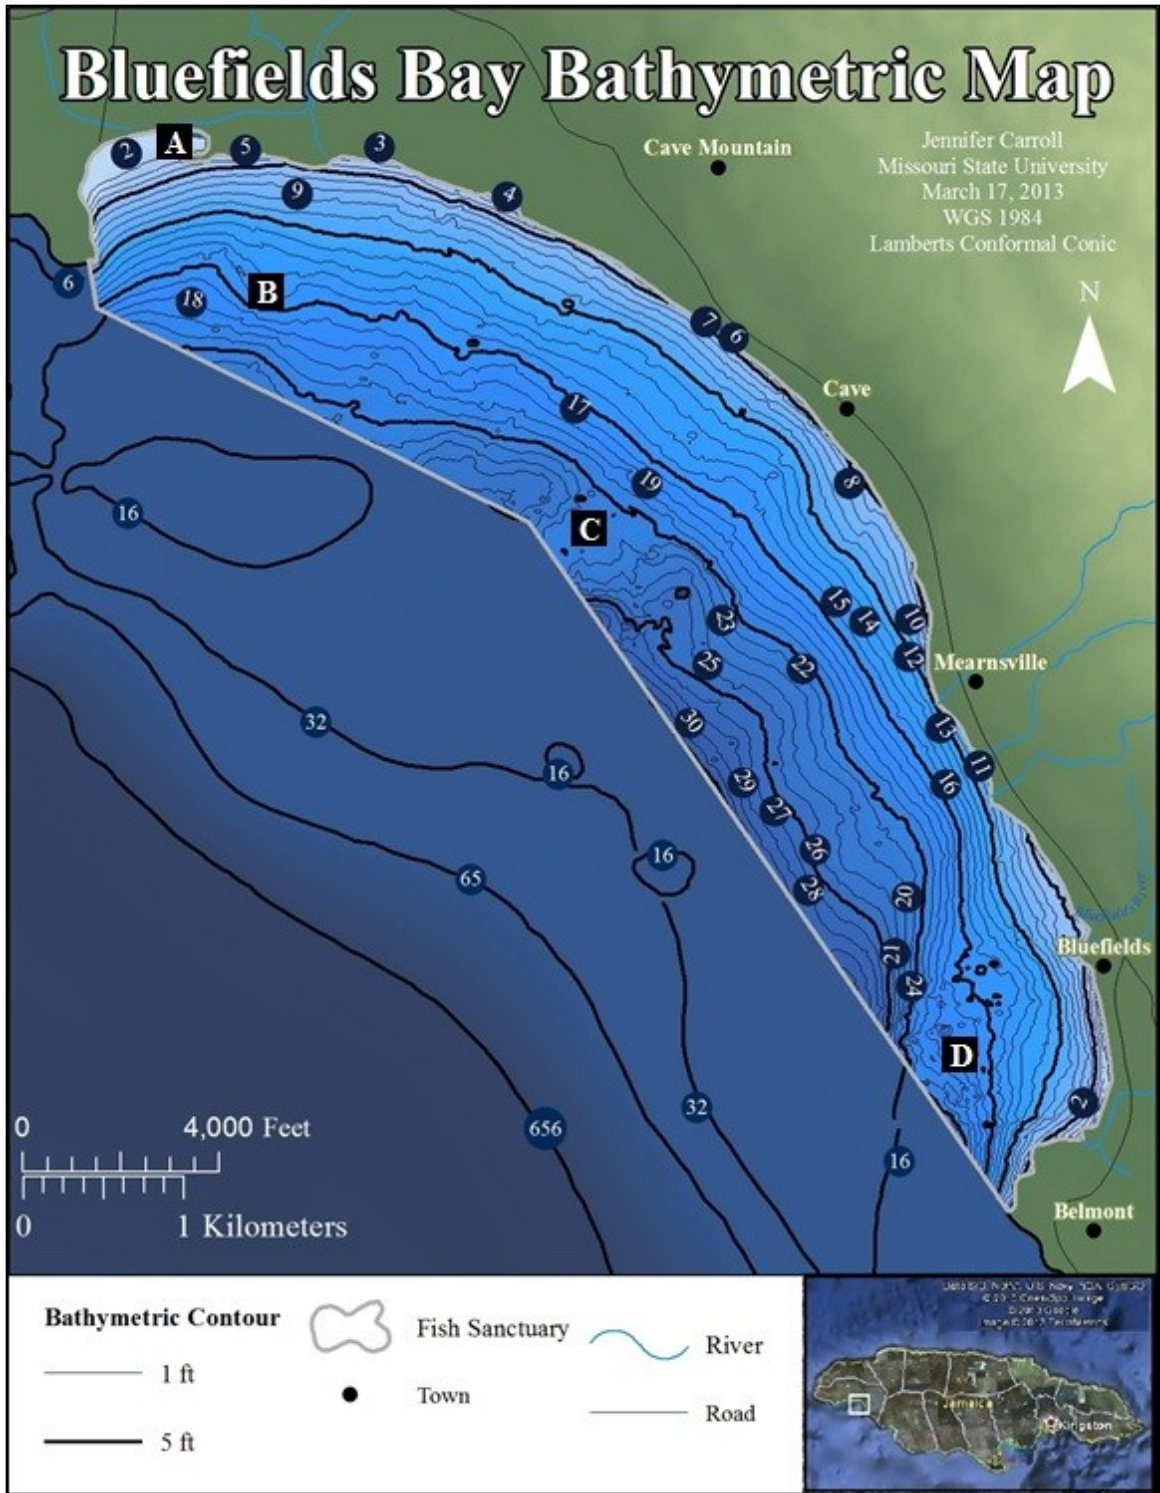 Bluefields Bay Bathymetric Map
Jennifer Carroll
Missouri State University
March 17, 2013
WGS 1984
Lamberts Conformal Conic
A
2
5
3
Cave Mountain
9
4
6
B
18
N
7
6
Cave
17
19
8
16
C
15
14
10
23
12
25
22
Mearnsville
30
13
32
16
29
11
16
27
26
16
65
28
20
Bluefields River
21
Bluefields
24
D
2
32
656
16
0 4,000 Feet
0 1 Kilometers
Belmont
Bathymetric Contour
1 ft
5 ft
Fish Sanctuary
Town
River
Road
Jamaica
Kingston